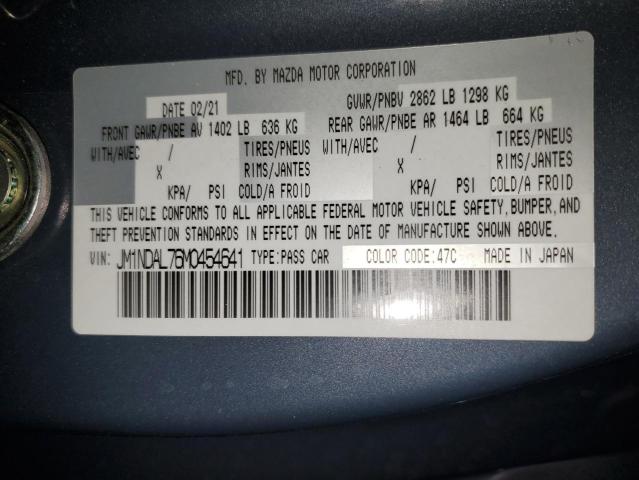 MFD. BY MAZDA MOTOR CORPORATION
DATE 02/21 GVWR/PNBV 2862 LB 1298 KG
FRONT GAWR/PNBE AV 1402 LB 636 KG REAR GAWR/PNBE AR 1464 LB 664 KG
WITH/AVEC / TIRES/PNEUS WITH/AVEC / TIRES/PNEUS
X RIMS/JANTES X RIMS/JANTES
KPA/ PSI COLD/A FROID KPA/ PSI COLD/A FROID
THIS VEHICLE CONFORMS TO ALL APPLICABLE FEDERAL MOTOR VEHICLE SAFETY,BUMPER,AND
THEFT PREVENTION STANDARDS IN EFFECT ON THE DATE OF MANUFACTURE SHOWN ABOVE.
VIN: JM1NDAL76M0454641 TYPE:PASS CAR COLOR CODE:47C MADE IN JAPAN